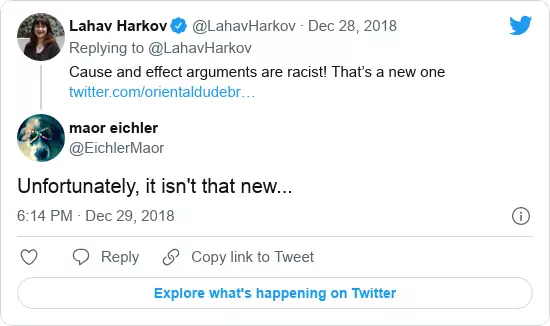 Lahav Harkov @LahavHarkov · Dec 28, 2018
Replying to @LahavHarkov
Cause and effect arguments are racist! That’s a new one
twitter.com/orientaldudebr…
maor eichler
@EichlerMaor
Unfortunately, it isn't that new...
6:14 PM · Dec 29, 2018
Reply
Copy link to Tweet
Explore what's happening on Twitter